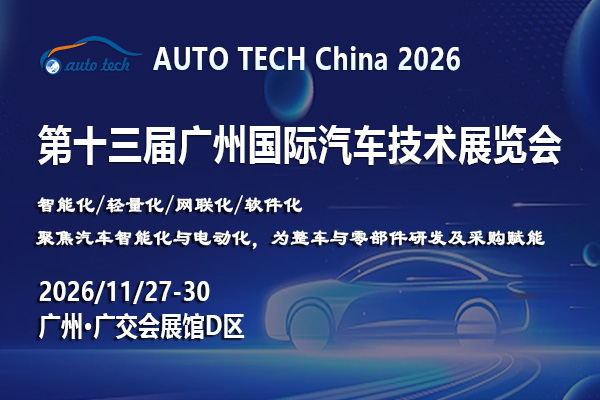 auto tech
AUTO TECH China 2026
第十三届广州国际汽车技术展览会
智能化/轻量化/网联化/软件化
聚焦汽车智能化与电动化，为整车与零部件研发及采购赋能
2026/11/27-30
广州·广交会展馆D区